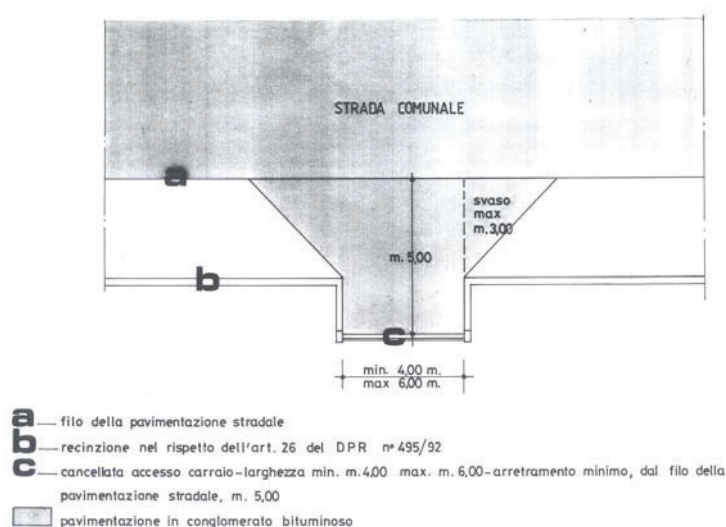 STRADA COMUNALE
a
svaso
max
m. 3,00
m. 5,00
b
c
min. 4,00 m.
max 6,00 m.
a filo della pavimentazione stradale
b recinzione nel rispetto dell'art. 26 del DPR n° 495/92
c cancellata accesso carraio-larghezza min. m. 4,00 max. m. 6,00-arretramento minimo, dal filo della
pavimentazione stradale, m. 5,00
pavimentazione in conglomerato bituminoso